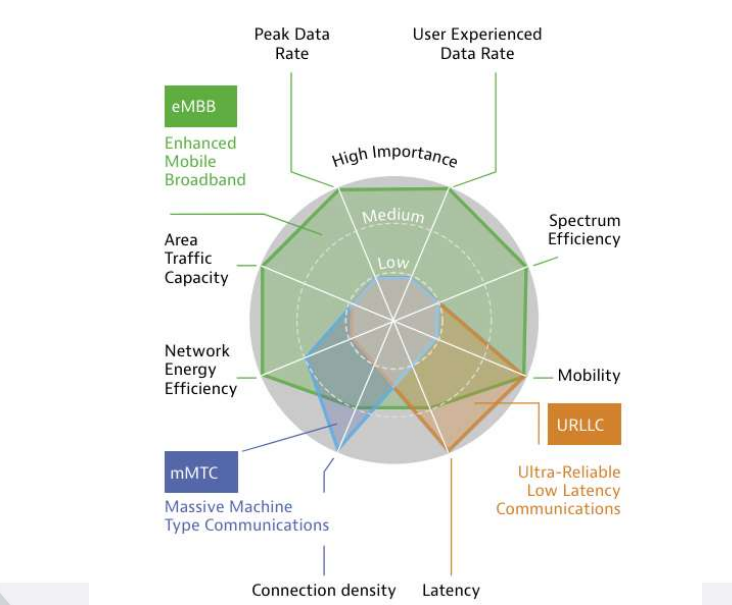 Peak Data
Rate
User Experienced
Data Rate
eMBB
Enhanced
Mobile
Broadband
High Importance
Medium
Low
Spectrum
Efficiency
Area
Traffic
Capacity
Network
Energy
Efficiency
Mobility
URLLC
Ultra-Reliable
Low Latency
Communications
mMTC
Massive Machine
Type Communications
Connection density
Latency